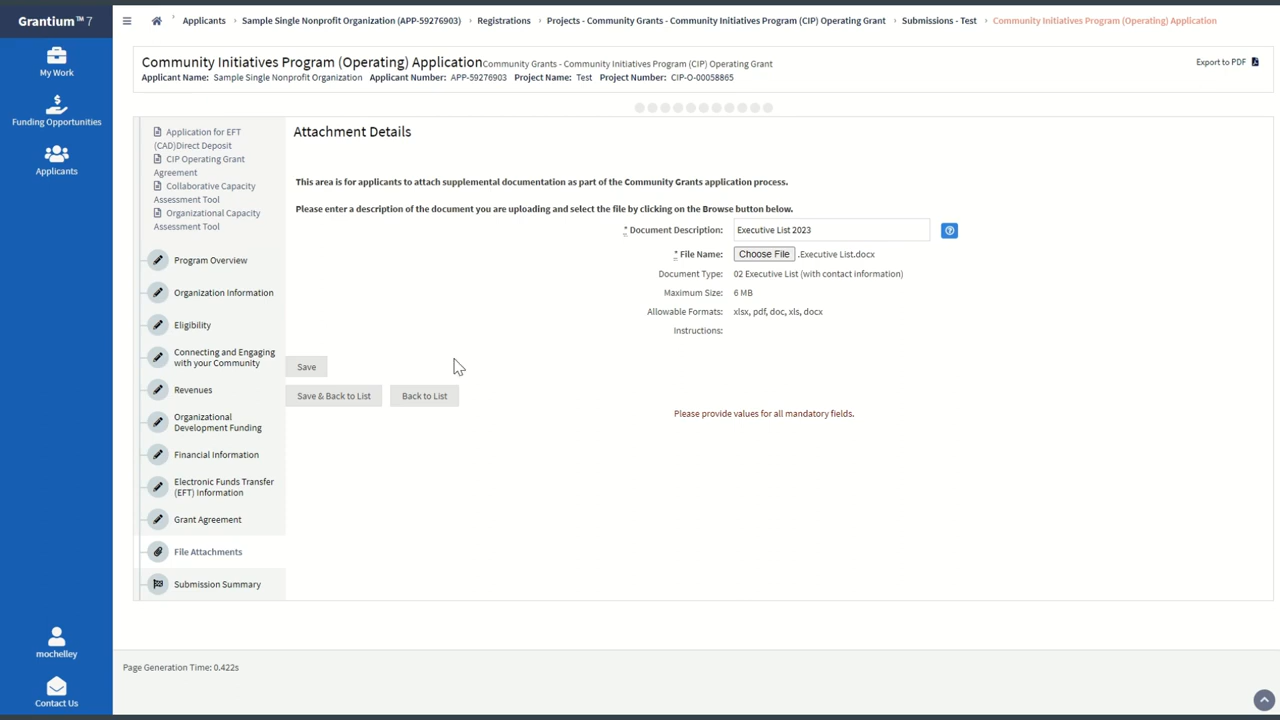 Grantium™ 7
Applicants › Sample Single Nonprofit Organization (APP-59276903) › Registrations › Projects - Community Grants - Community Initiatives Program (CIP) Operating Grant › Submissions - Test › Community Initiatives Program (Operating) Application
My Work
Funding Opportunities
Applicants
Community Initiatives Program (Operating) Application Community Grants - Community Initiatives Program (CIP) Operating Grant
Export to PDF
Applicant Name: Sample Single Nonprofit Organization Applicant Number: APP-59276903 Project Name: Test Project Number: CIP-O-00058865
Application for EFT
(CAD)Direct Deposit
CIP Operating Grant
Agreement
Collaborative Capacity
Assessment Tool
Organizational Capacity
Assessment Tool
Program Overview
Organization Information
Eligibility
Connecting and Engaging
with your Community
Revenues
Organizational
Development Funding
Financial Information
Electronic Funds Transfer
(EFT) Information
Grant Agreement
File Attachments
Submission Summary
Attachment Details
This area is for applicants to attach supplemental documentation as part of the Community Grants application process.
Please enter a description of the document you are uploading and select the file by clicking on the Browse button below.
* Document Description: Executive List 2023
* File Name: Choose File .Executive List.docx
Document Type: 02 Executive List (with contact information)
Maximum Size: 6 MB
Allowable Formats: xlsx, pdf, doc, xls, docx
Instructions:
Save
Save & Back to List Back to List
Please provide values for all mandatory fields.
mochelley
Contact Us
Page Generation Time: 0.422s